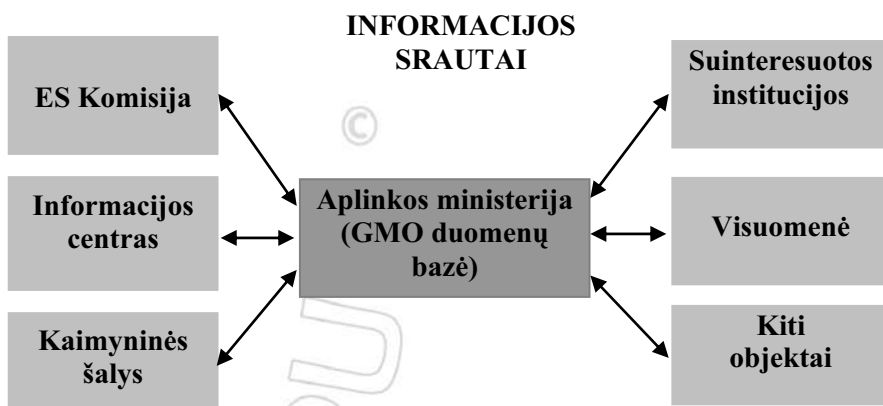 INFORMACIJOS
SRAUTAI
ES Komisija
Suinteresuotos
institucijos
©
Informacijos
centras
Aplinkos ministerija
(GMO duomenų
bazė)
Visuomenė
Kaimyninės
šalys
Kiti
objektai